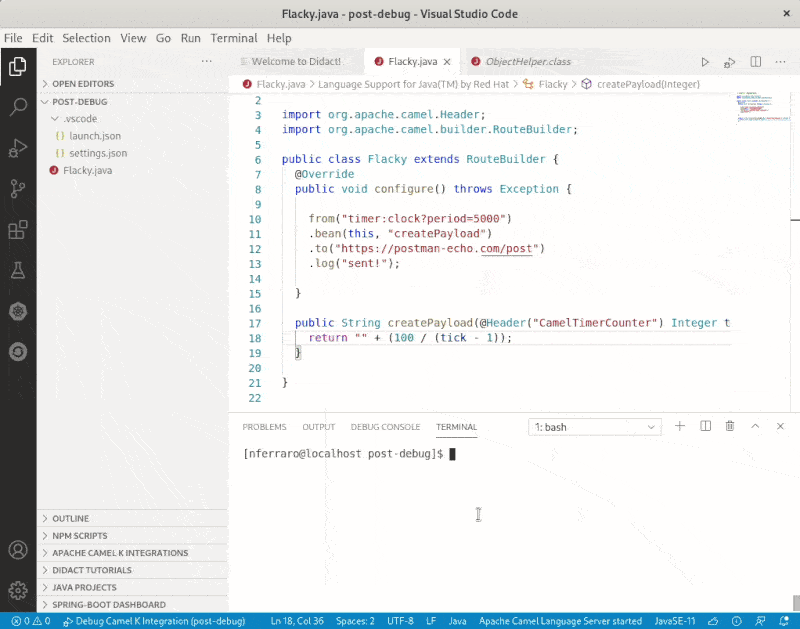 Flacky.java - post-debug - Visual Studio Code
File Edit Selection View Go Run Terminal Help
EXPLORER
OPEN EDITORS
POST-DEBUG
.vscode
{} launch.json
{} settings.json
Flacky.java
OUTLINE
NPM SCRIPTS
APACHE CAMEL K INTEGRATIONS
DIDACT TUTORIALS
JAVA PROJECTS
SPRING-BOOT DASHBOARD
Welcome to Didact! Flacky.java ObjectHelper.class
Flacky.java > Language Support for Java(TM) by Red Hat > Flacky > createPayload(Integer)
2
3 import org.apache.camel.Header;
4 import org.apache.camel.builder.RouteBuilder;
5
6 public class Flacky extends RouteBuilder {
7 @Override
8 public void configure() throws Exception {
9
10 from("timer:clock?period=5000")
11 .bean(this, "createPayload")
12 .to("https://postman-echo.com/post")
13 .log("sent!");
14
15 }
16
17 public String createPayload(@Header("CamelTimerCounter") Integer t
18 return "" + (100 / (tick - 1));
19 }
20
21 }
22
PROBLEMS OUTPUT DEBUG CONSOLE TERMINAL 1: bash
[nferraro@localhost post-debug]$
0 0 Debug Camel K Integration (post-debug) Ln 18, Col 36 Spaces: 2 UTF-8 LF Java Apache Camel Language Server started JavaSE-11